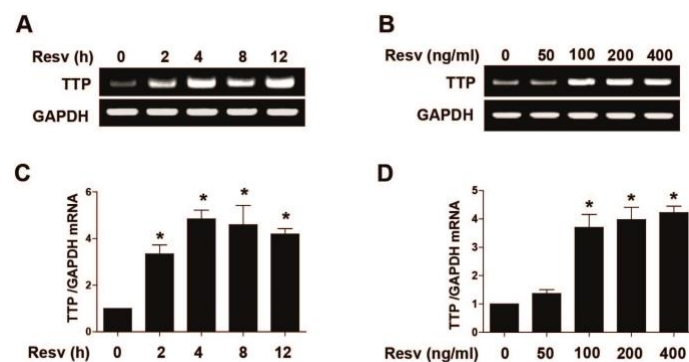 A
Resv (h) 0 2 4 8 12
TTP
GAPDH
B
Resv (ng/ml) 0 50 100 200 400
TTP
GAPDH
C
TTP /GAPDH mRNA
6
4
2
0
* * * *
Resv (h) 0 2 4 8 12
D
TTP /GAPDH mRNA
5
4
3
2
1
0
* * *
Resv (ng/ml) 0 50 100 200 400